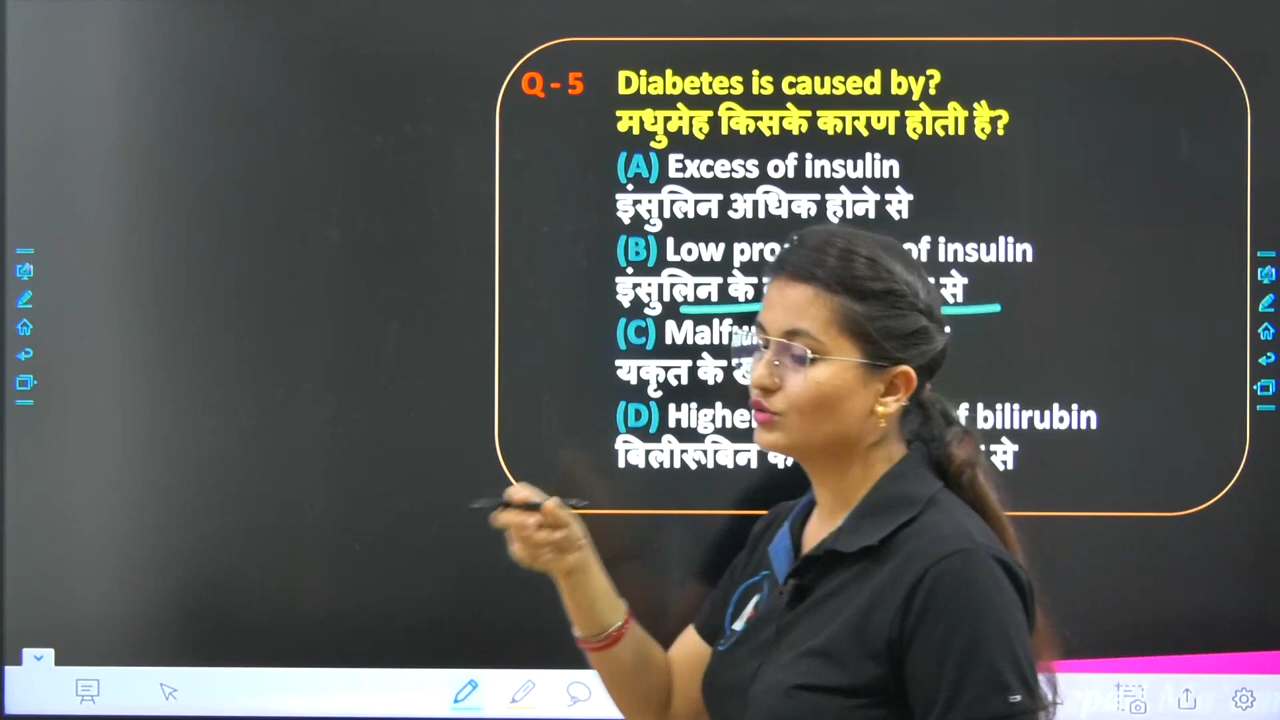 Q - 5 Diabetes is caused by?
मधुमेह किसके कारण होती है?
(A) Excess of insulin
इंसुलिन अधिक होने से
(B) Low of insulin
इंसुलिन के से
(C)
यकृत के
(D) of bilirubin
बिलीरूबिन से